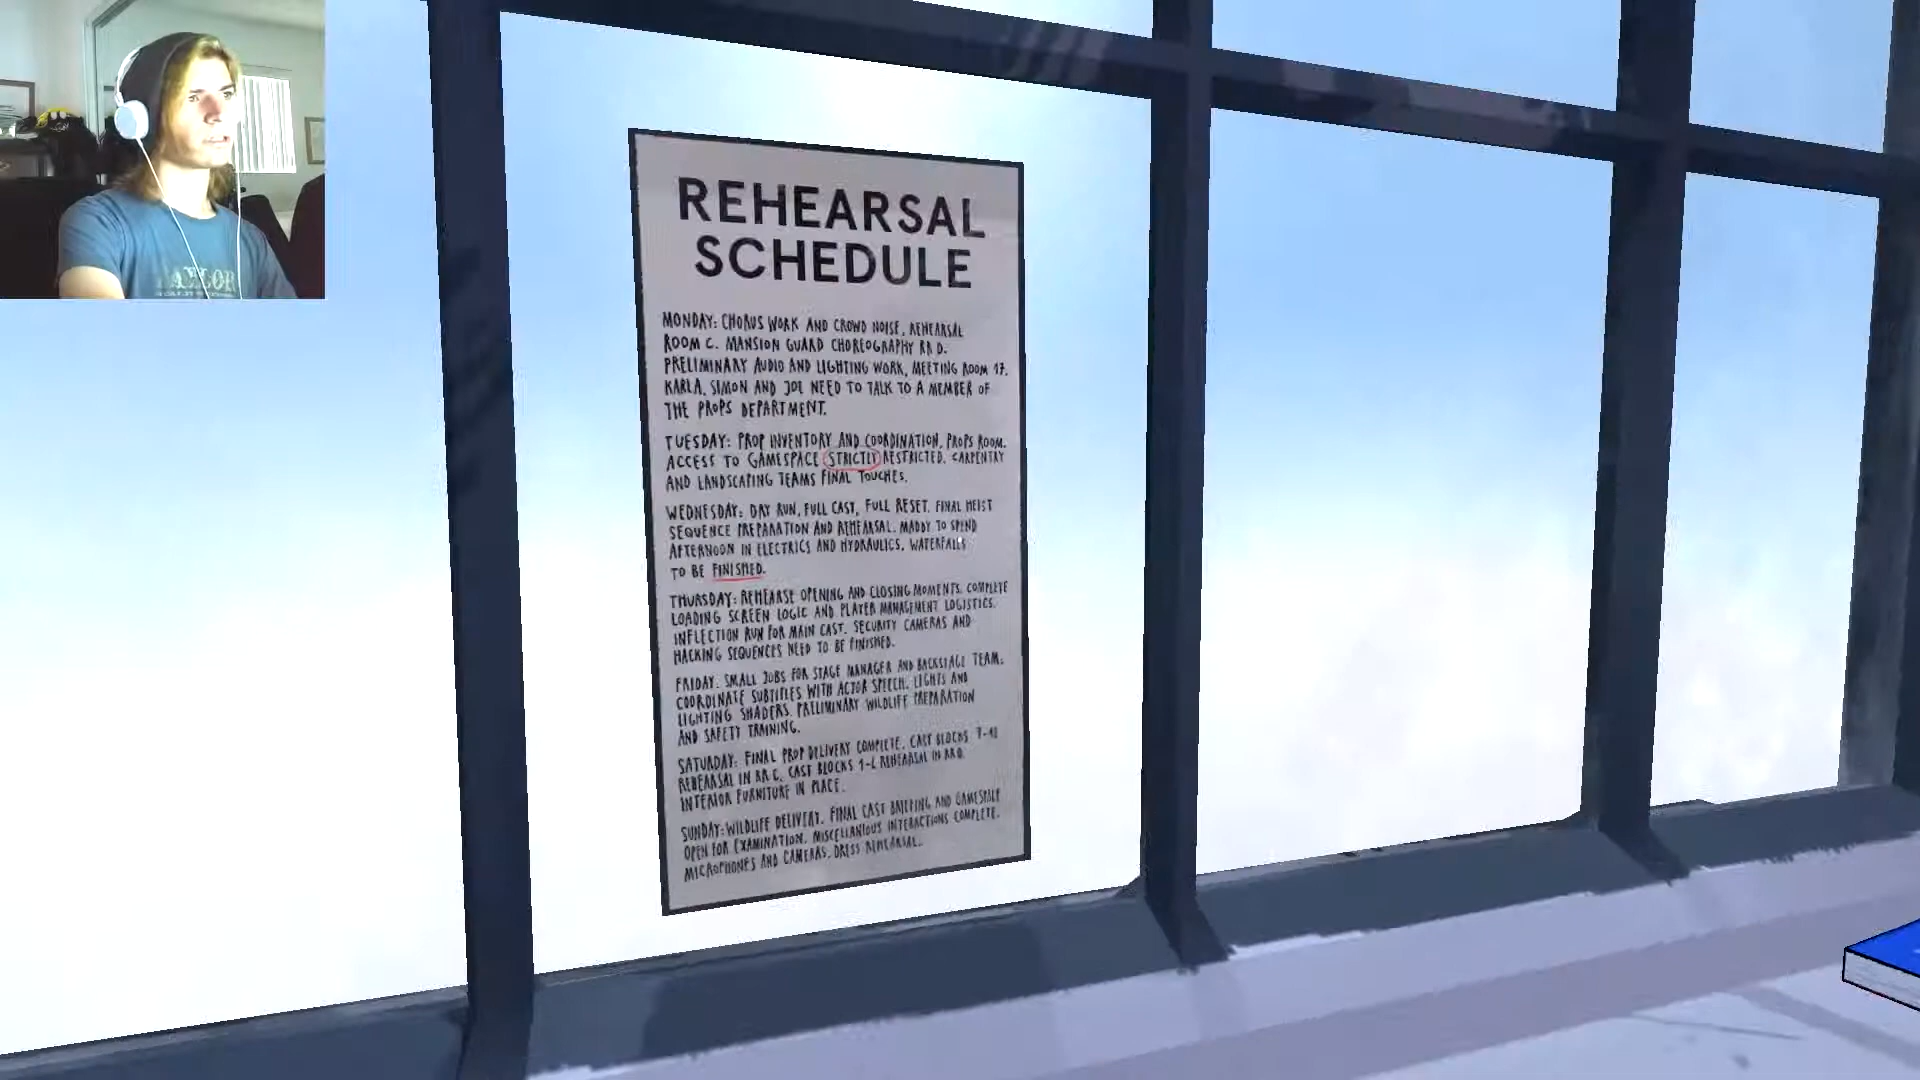 REHEARSAL
SCHEDULE
MONDAY: CHORUS WORK AND CROWD NOISE, REHEARSAL
ROOM C. MANSION GUARD CHOREOGRAPHY RR D.
PRELIMINARY AUDIO AND LIGHTING WORK, MEETING ROOM 17.
KARLA, SIMON AND JOE NEED TO TALK TO A MEMBER OF
THE PROPS DEPARTMENT.
TUESDAY: PROP INVENTORY AND COORDINATION, PROPS ROOM.
ACCESS TO GAMESPACE STRICTLY RESTRICTED. CARPENTRY
AND LANDSCAPING TEAMS FINAL TOUCHES.
WEDNESDAY: DRY RUN, FULL CAST, FULL RESET. FINAL HEIST
SEQUENCE PREPARATION AND REHEARSAL. MADDY TO SPEND
AFTERNOON IN ELECTRICS AND HYDRAULICS. WATERFALLS
TO BE FINISHED.
THURSDAY: REHEARSE OPENING AND CLOSING MOMENTS. COMPLETE
LOADING SCREEN LOGIC AND PLAYER MANAGEMENT LOGISTICS.
INFLECTION RUN FOR MAIN CAST. SECURITY CAMERAS AND
HACKING SEQUENCES NEED TO BE FINISHED.
FRIDAY: SMALL JOBS FOR STAGE MANAGER AND BACKSTAGE TEAM.
COORDINATE SUBTITLES WITH ACTOR SPEECH. LIGHTS AND
LIGHTING SHADERS. PRELIMINARY WILDLIFE PREPARATION
AND SAFETY TRAINING.
SATURDAY: FINAL PROP DELIVERY COMPLETE. CAST BLOCKS
REHEARSAL IN RR C. CAST BLOCKS REHEARSAL IN RR
INTERIOR FURNITURE IN PLACE.
SUNDAY: WILDLIFE DELIVERY. FINAL CAST BRIEFING AND GAMESPACE
OPEN FOR EXAMINATION. MISCELLANIOUS INTERACTIONS COMPLETE.
MICROPHONES AND CAMERAS. DRESS REHEARSAL.